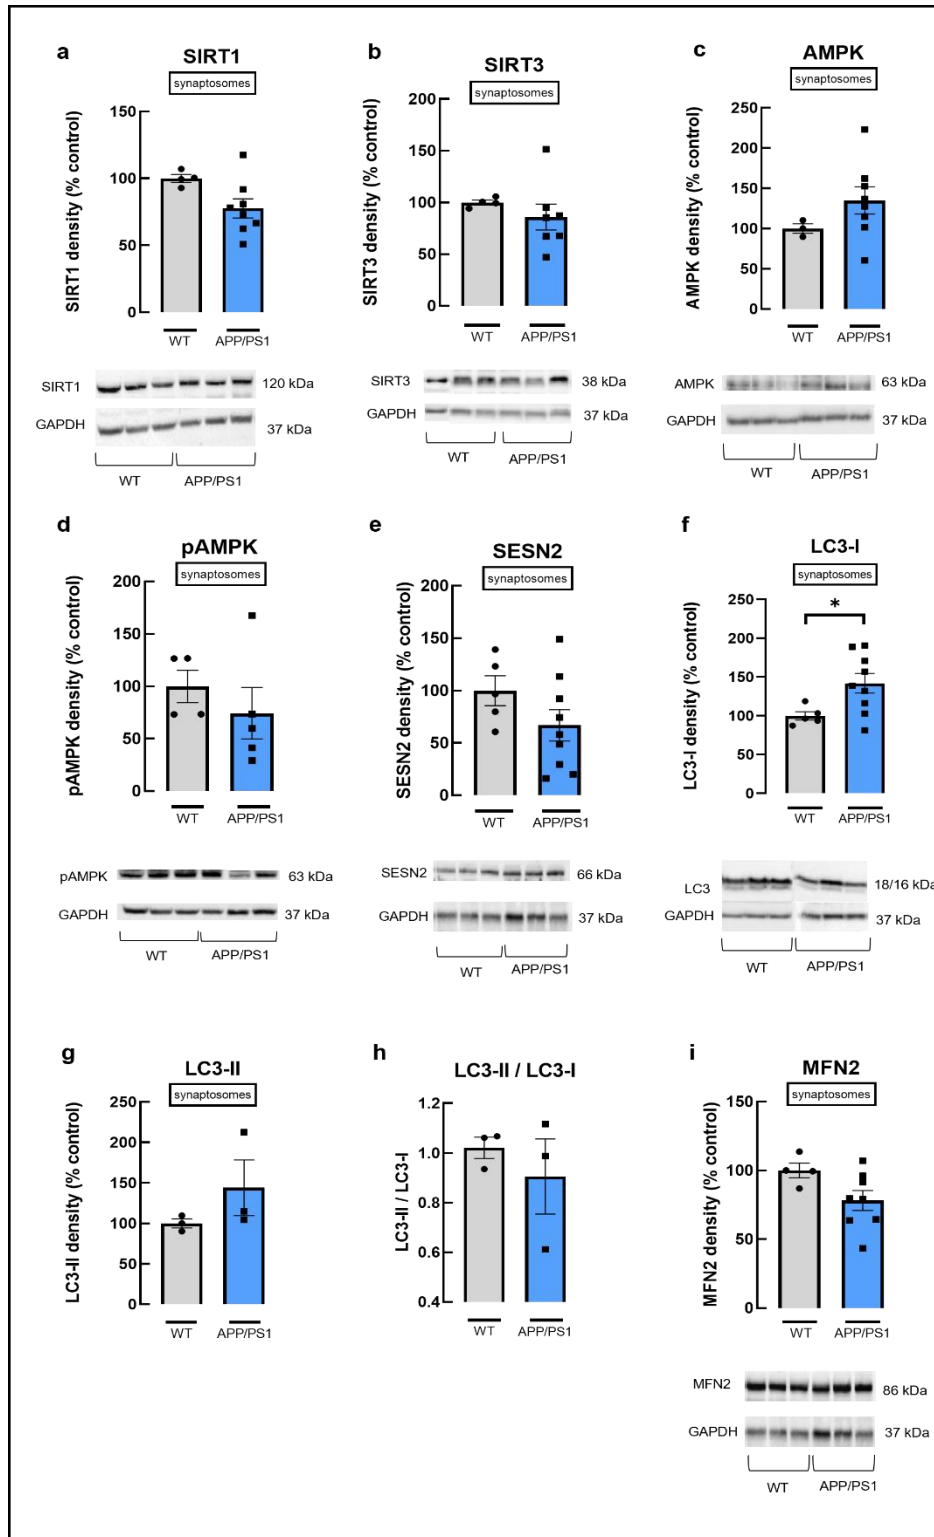 a
SIRT1
synaptosomes
SIRT1 density (% control)
150
100
50
0
WT
APP/PS1
SIRT1
120 kDa
GAPDH
37 kDa
WT
APP/PS1
b
SIRT3
synaptosomes
SIRT3 density (% control)
200
150
100
50
0
WT
APP/PS1
SIRT3
38 kDa
GAPDH
37 kDa
WT
APP/PS1
c
AMPK
synaptosomes
AMPK density (% control)
250
200
150
100
50
0
WT
APP/PS1
AMPK
63 kDa
GAPDH
37 kDa
WT
APP/PS1
d
pAMPK
synaptosomes
pAMPK density (% control)
200
150
100
50
0
WT
APP/PS1
pAMPK
63 kDa
GAPDH
37 kDa
WT
APP/PS1
e
SESN2
synaptosomes
SESN2 density (% control)
200
150
100
50
0
WT
APP/PS1
SESN2
66 kDa
GAPDH
37 kDa
WT
APP/PS1
f
LC3-I
synaptosomes
LC3-I density (% control)
250
200
150
100
50
0
*
WT
APP/PS1
LC3
18/16 kDa
GAPDH
37 kDa
WT
APP/PS1
g
LC3-II
synaptosomes
LC3-II density (% control)
250
200
150
100
50
0
WT
APP/PS1
h
LC3-II / LC3-I
LC3-II / LC3-I
1.2
1.0
0.8
0.6
0.4
WT
APP/PS1
i
MFN2
synaptosomes
MFN2 density (% control)
150
100
50
0
WT
APP/PS1
MFN2
86 kDa
GAPDH
37 kDa
WT
APP/PS1